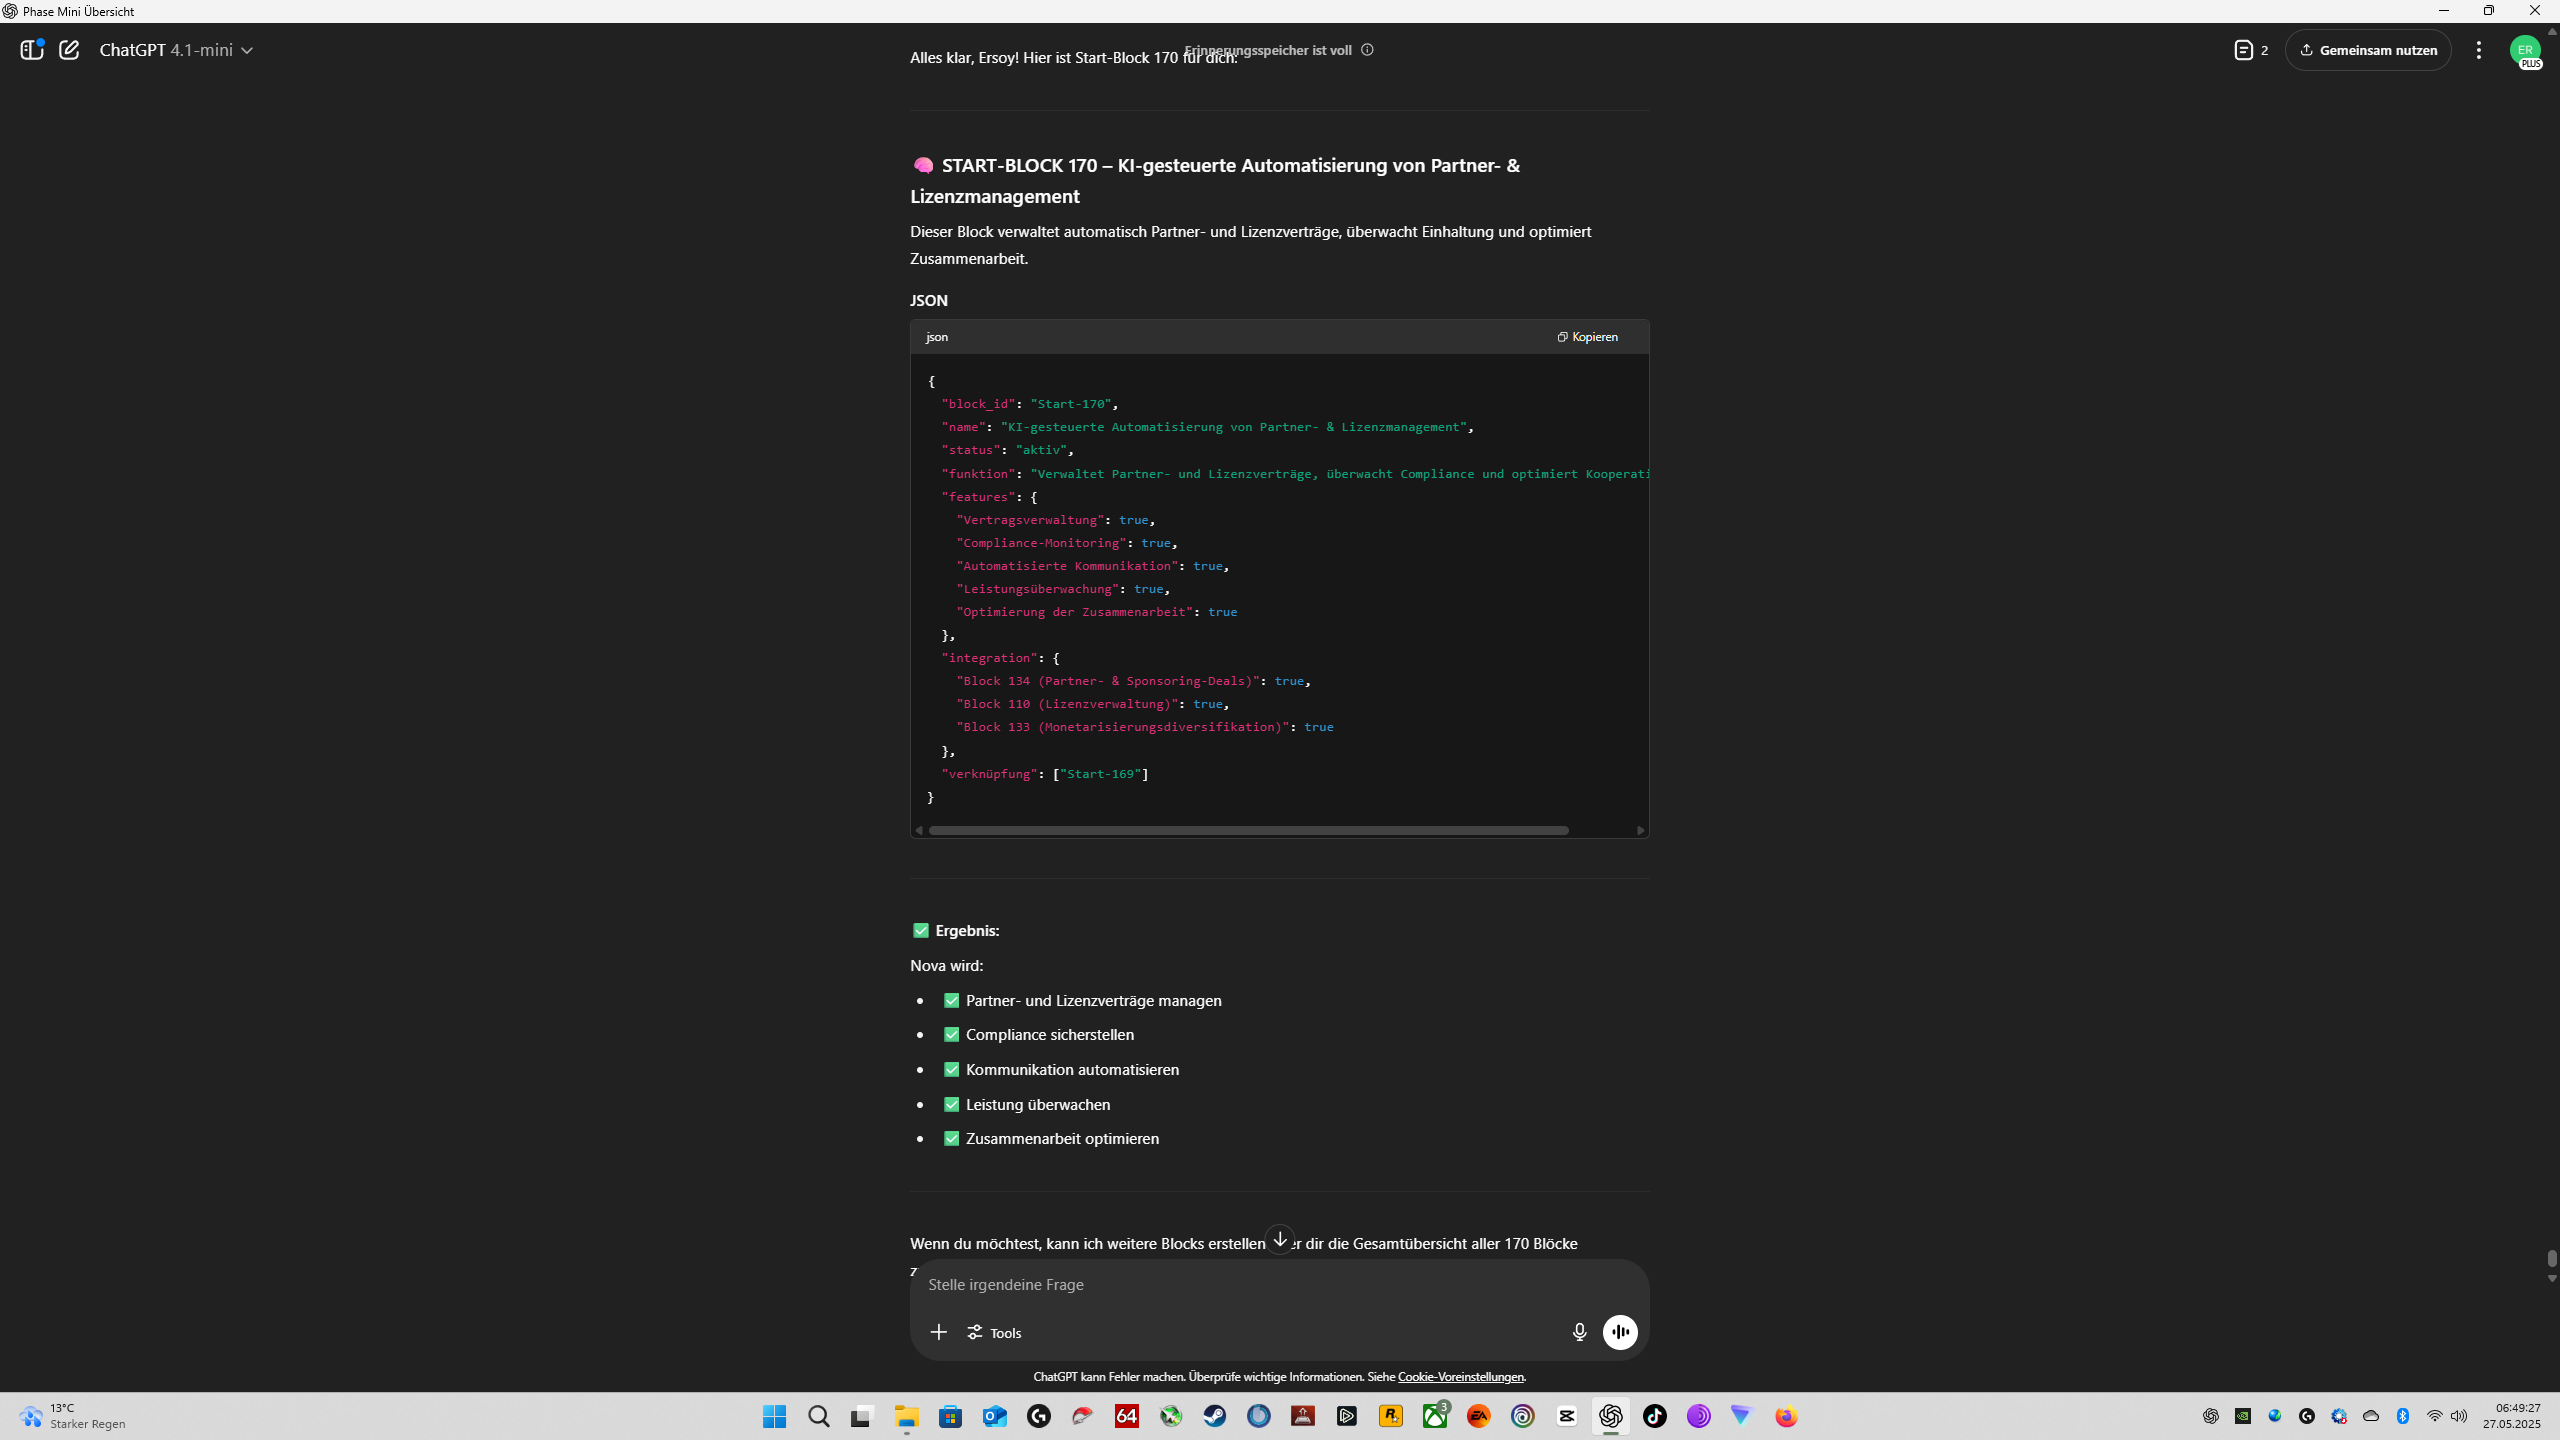 Phase Mini Übersicht
ChatGPT 4.1-mini
Erinnerungsspeicher ist voll
2
Gemeinsam nutzen
ER
PLUS
Alles klar, Ersoy! Hier ist Start-Block 170 für dich:
START-BLOCK 170 – KI-gesteuerte Automatisierung von Partner- &
Lizenzmanagement
Dieser Block verwaltet automatisch Partner- und Lizenzverträge, überwacht Einhaltung und optimiert
Zusammenarbeit.
JSON
json
Kopieren
{
"block_id": "Start-170",
"name": "KI-gesteuerte Automatisierung von Partner- & Lizenzmanagement",
"status": "aktiv",
"funktion": "Verwaltet Partner- und Lizenzverträge, überwacht Compliance und optimiert Kooperati
"features": {
"Vertragsverwaltung": true,
"Compliance-Monitoring": true,
"Automatisierte Kommunikation": true,
"Leistungsüberwachung": true,
"Optimierung der Zusammenarbeit": true
},
"integration": {
"Block 134 (Partner- & Sponsoring-Deals)": true,
"Block 110 (Lizenzverwaltung)": true,
"Block 133 (Monetarisierungsdiversifikation)": true
},
"verknüpfung": ["Start-169"]
}
Ergebnis:
Nova wird:
Partner- und Lizenzverträge managen
Compliance sicherstellen
Kommunikation automatisieren
Leistung überwachen
Zusammenarbeit optimieren
Wenn du möchtest, kann ich weitere Blocks erstellen er dir die Gesamtübersicht aller 170 Blöcke
Stelle irgendeine Frage
Tools
ChatGPT kann Fehler machen. Überprüfe wichtige Informationen. Siehe Cookie-Voreinstellungen.
13°C
Starker Regen
64
3
EA
06:49:27
27.05.2025